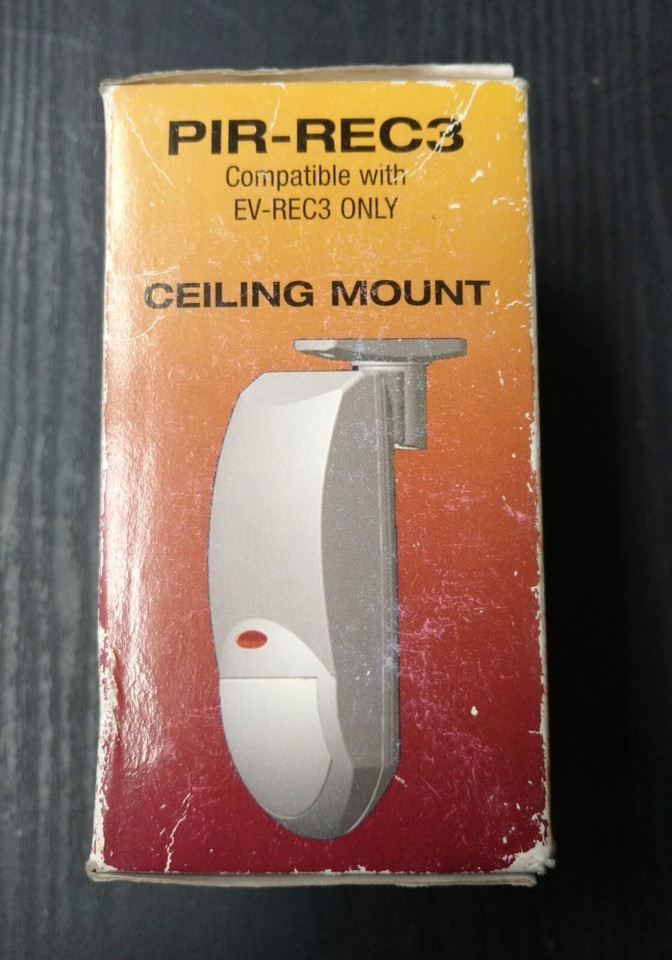 PIR-REC3
Compatible with
EV-REC3 ONLY
CEILING MOUNT